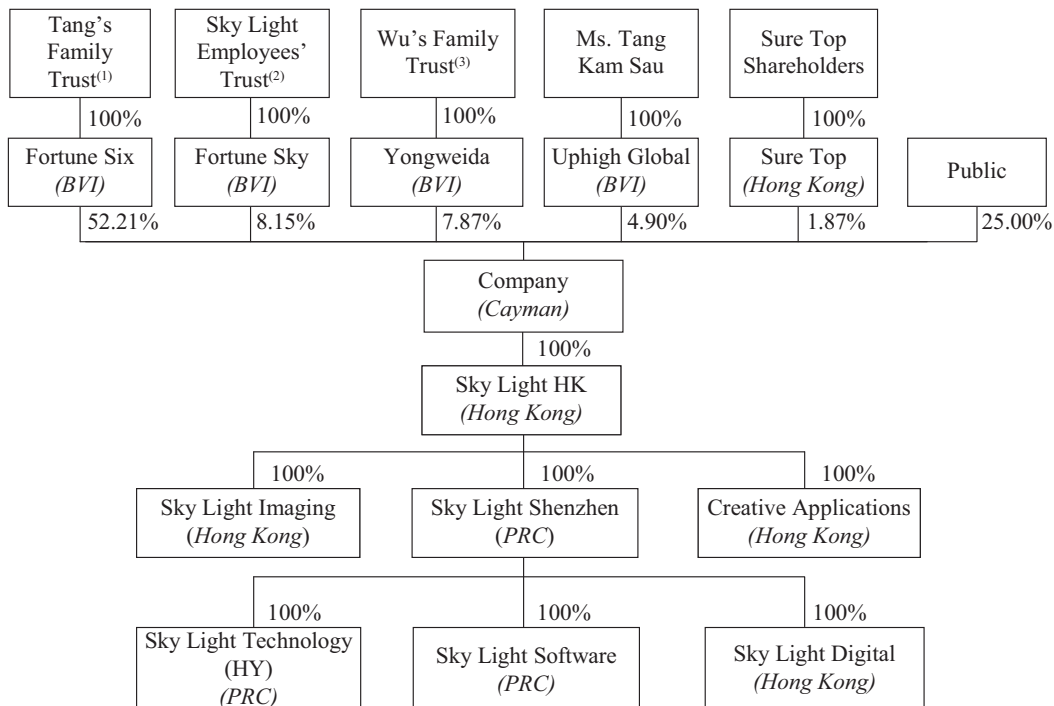 Tang's
Family
Trust(1)
Sky Light
Employees'
Trust(2)
Wu's Family
Trust(3)
Ms. Tang
Kam Sau
Sure Top
Shareholders
100%
100%
100%
100%
100%
Fortune Six
(BVI)
Fortune Sky
(BVI)
Yongweida
(BVI)
Uphigh Global
(BVI)
Sure Top
(Hong Kong)
Public
52.21%
8.15%
7.87%
4.90%
1.87%
25.00%
Company
(Cayman)
100%
Sky Light HK
(Hong Kong)
100%
100%
100%
Sky Light Imaging
(Hong Kong)
Sky Light Shenzhen
(PRC)
Creative Applications
(Hong Kong)
100%
100%
100%
Sky Light Technology
(HY)
(PRC)
Sky Light Software
(PRC)
Sky Light Digital
(Hong Kong)